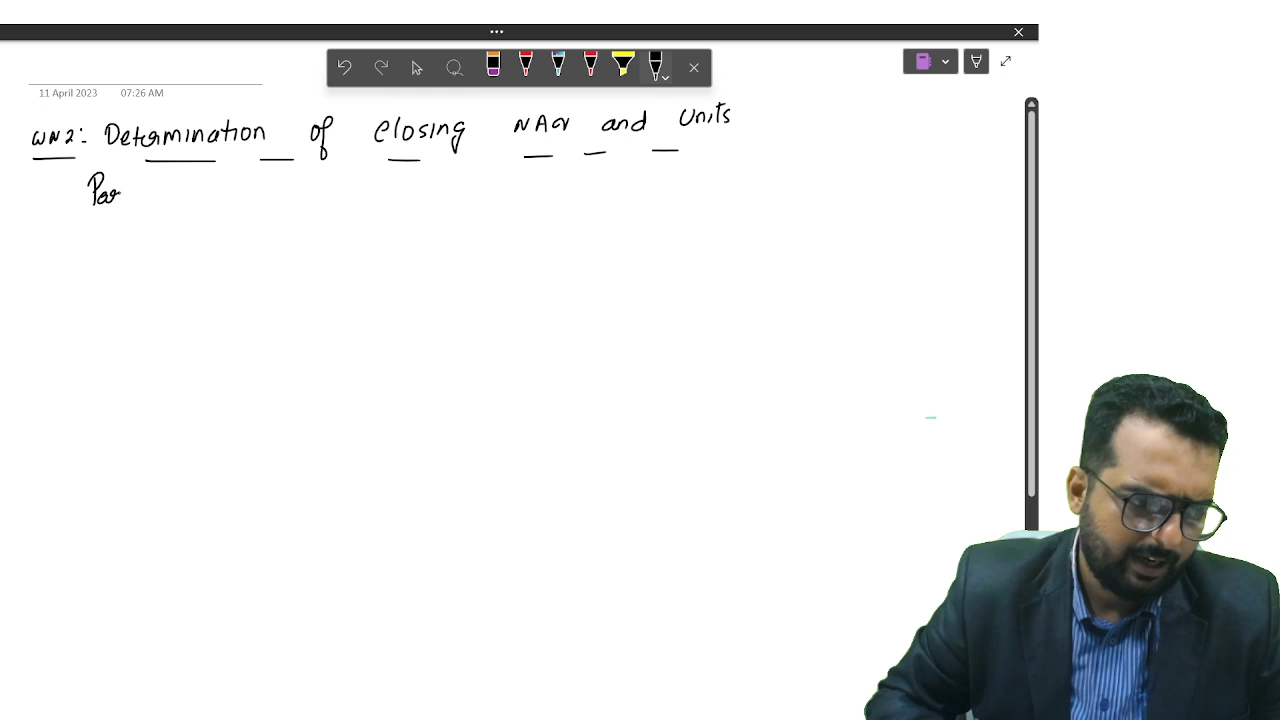 11 April 2023 07:26 AM
WN2: Determination of Closing NAV and Units
Par